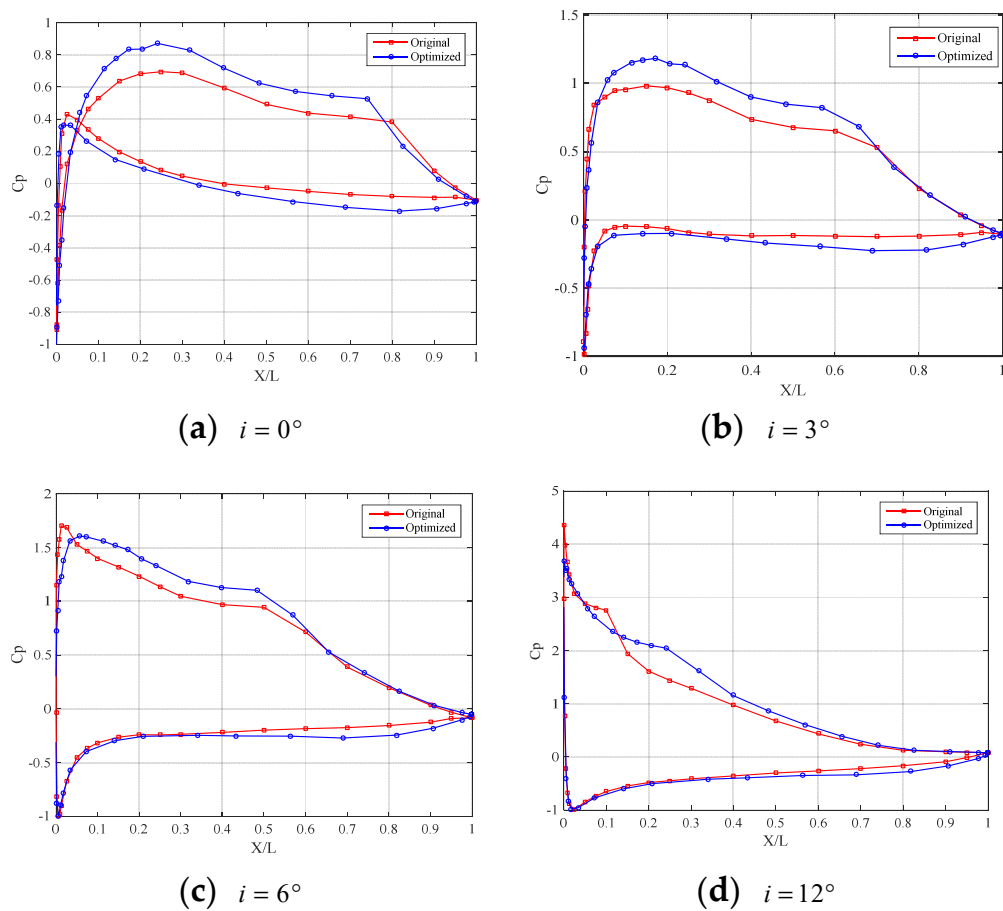 1
0.8
0.6
0.4
0.2
0
-0.2
-0.4
-0.6
-0.8
-1
Cp
Original
Optimized
0 0.1 0.2 0.3 0.4 0.5 0.6 0.7 0.8 0.9 1
X/L
(a) i = 0°
1.5
1
0.5
0
-0.5
-1
Cp
Original
Optimized
0 0.2 0.4 0.6 0.8 1
X/L
(b) i = 3°
2
1.5
1
0.5
0
-0.5
-1
Cp
Original
Optimized
0 0.1 0.2 0.3 0.4 0.5 0.6 0.7 0.8 0.9 1
X/L
(c) i = 6°
5
4
3
2
1
0
-1
Cp
Original
Optimized
0 0.1 0.2 0.3 0.4 0.5 0.6 0.7 0.8 0.9 1
X/L
(d) i = 12°